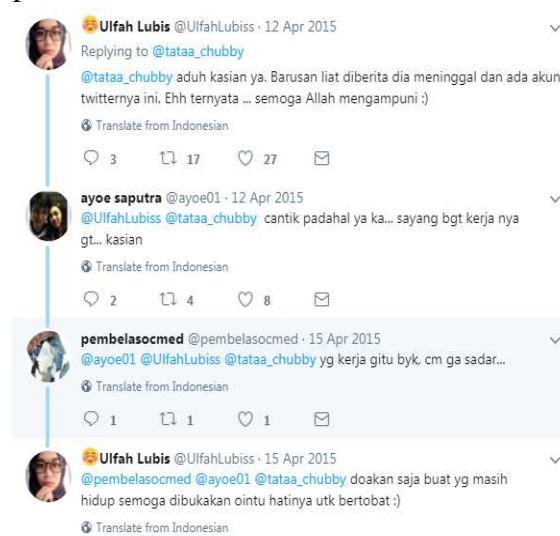 Ulfah Lubis @UlfahLubiss · 12 Apr 2015
Replying to @tataa_chubby
@tataa_chubby aduh kasian ya. Barusan liat diberita dia meninggal dan ada akun
twitternya ini. Ehh ternyata ... semoga Allah mengampuni :)
Translate from Indonesian
3 17 27
ayoe saputra @ayoe01 · 12 Apr 2015
@UlfahLubiss @tataa_chubby cantik padahal ya ka... sayang bgt kerja nya
gt... kasian
Translate from Indonesian
2 4 8
pembelasocmed @pembelasocmed · 15 Apr 2015
@ayoe01 @UlfahLubiss @tataa_chubby yg kerja gitu byk, cm ga sadar...
Translate from Indonesian
1 1 1
Ulfah Lubis @UlfahLubiss · 15 Apr 2015
@pembelasocmed @ayoe01 @tataa_chubby doakan saja buat yg masih
hidup semoga dibukakan ointu hatinya utk bertobat :)
Translate from Indonesian